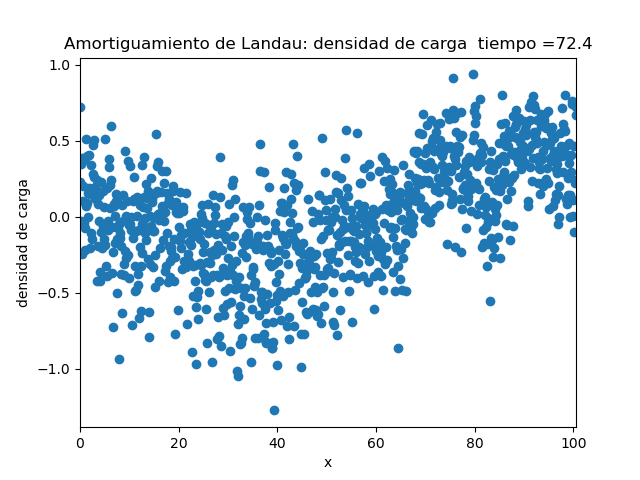 Amortiguamiento de Landau: densidad de carga  tiempo =72.4
1.0
0.5
0.0
−0.5
−1.0
densidad de carga
0 20 40 60 80 100
x